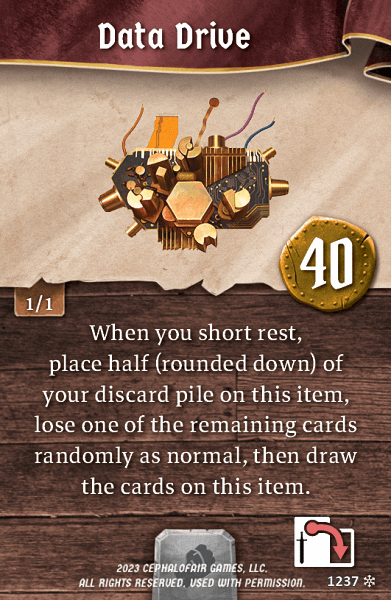 Data Drive
40
1/1
When you short rest,
place half (rounded down) of
your discard pile on this item,
lose one of the remaining cards
randomly as normal, then draw
the cards on this item.
2023 CEPHALOFAIR GAMES, LLC.
ALL RIGHTS RESERVED. USED WITH PERMISSION.
1237